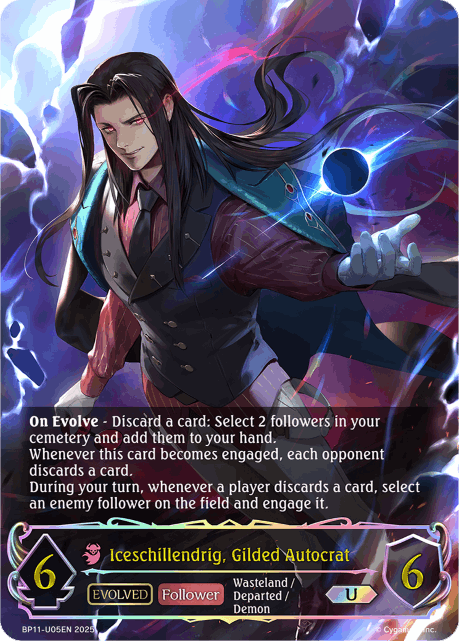 On Evolve - Discard a card: Select 2 followers in your
cemetery and add them to your hand.
Whenever this card becomes engaged, each opponent
discards a card.
During your turn, whenever a player discards a card, select
an enemy follower on the field and engage it.
Iceschillendrig, Gilded Autocrat
6
6
EVOLVED
Follower
Wasteland /
Departed /
Demon
U
BP11-U05EN 2025
© Cygames, Inc.